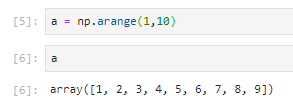 [5]: a = np.arange(1,10)
[6]: a
[6]: array([1, 2, 3, 4, 5, 6, 7, 8, 9])